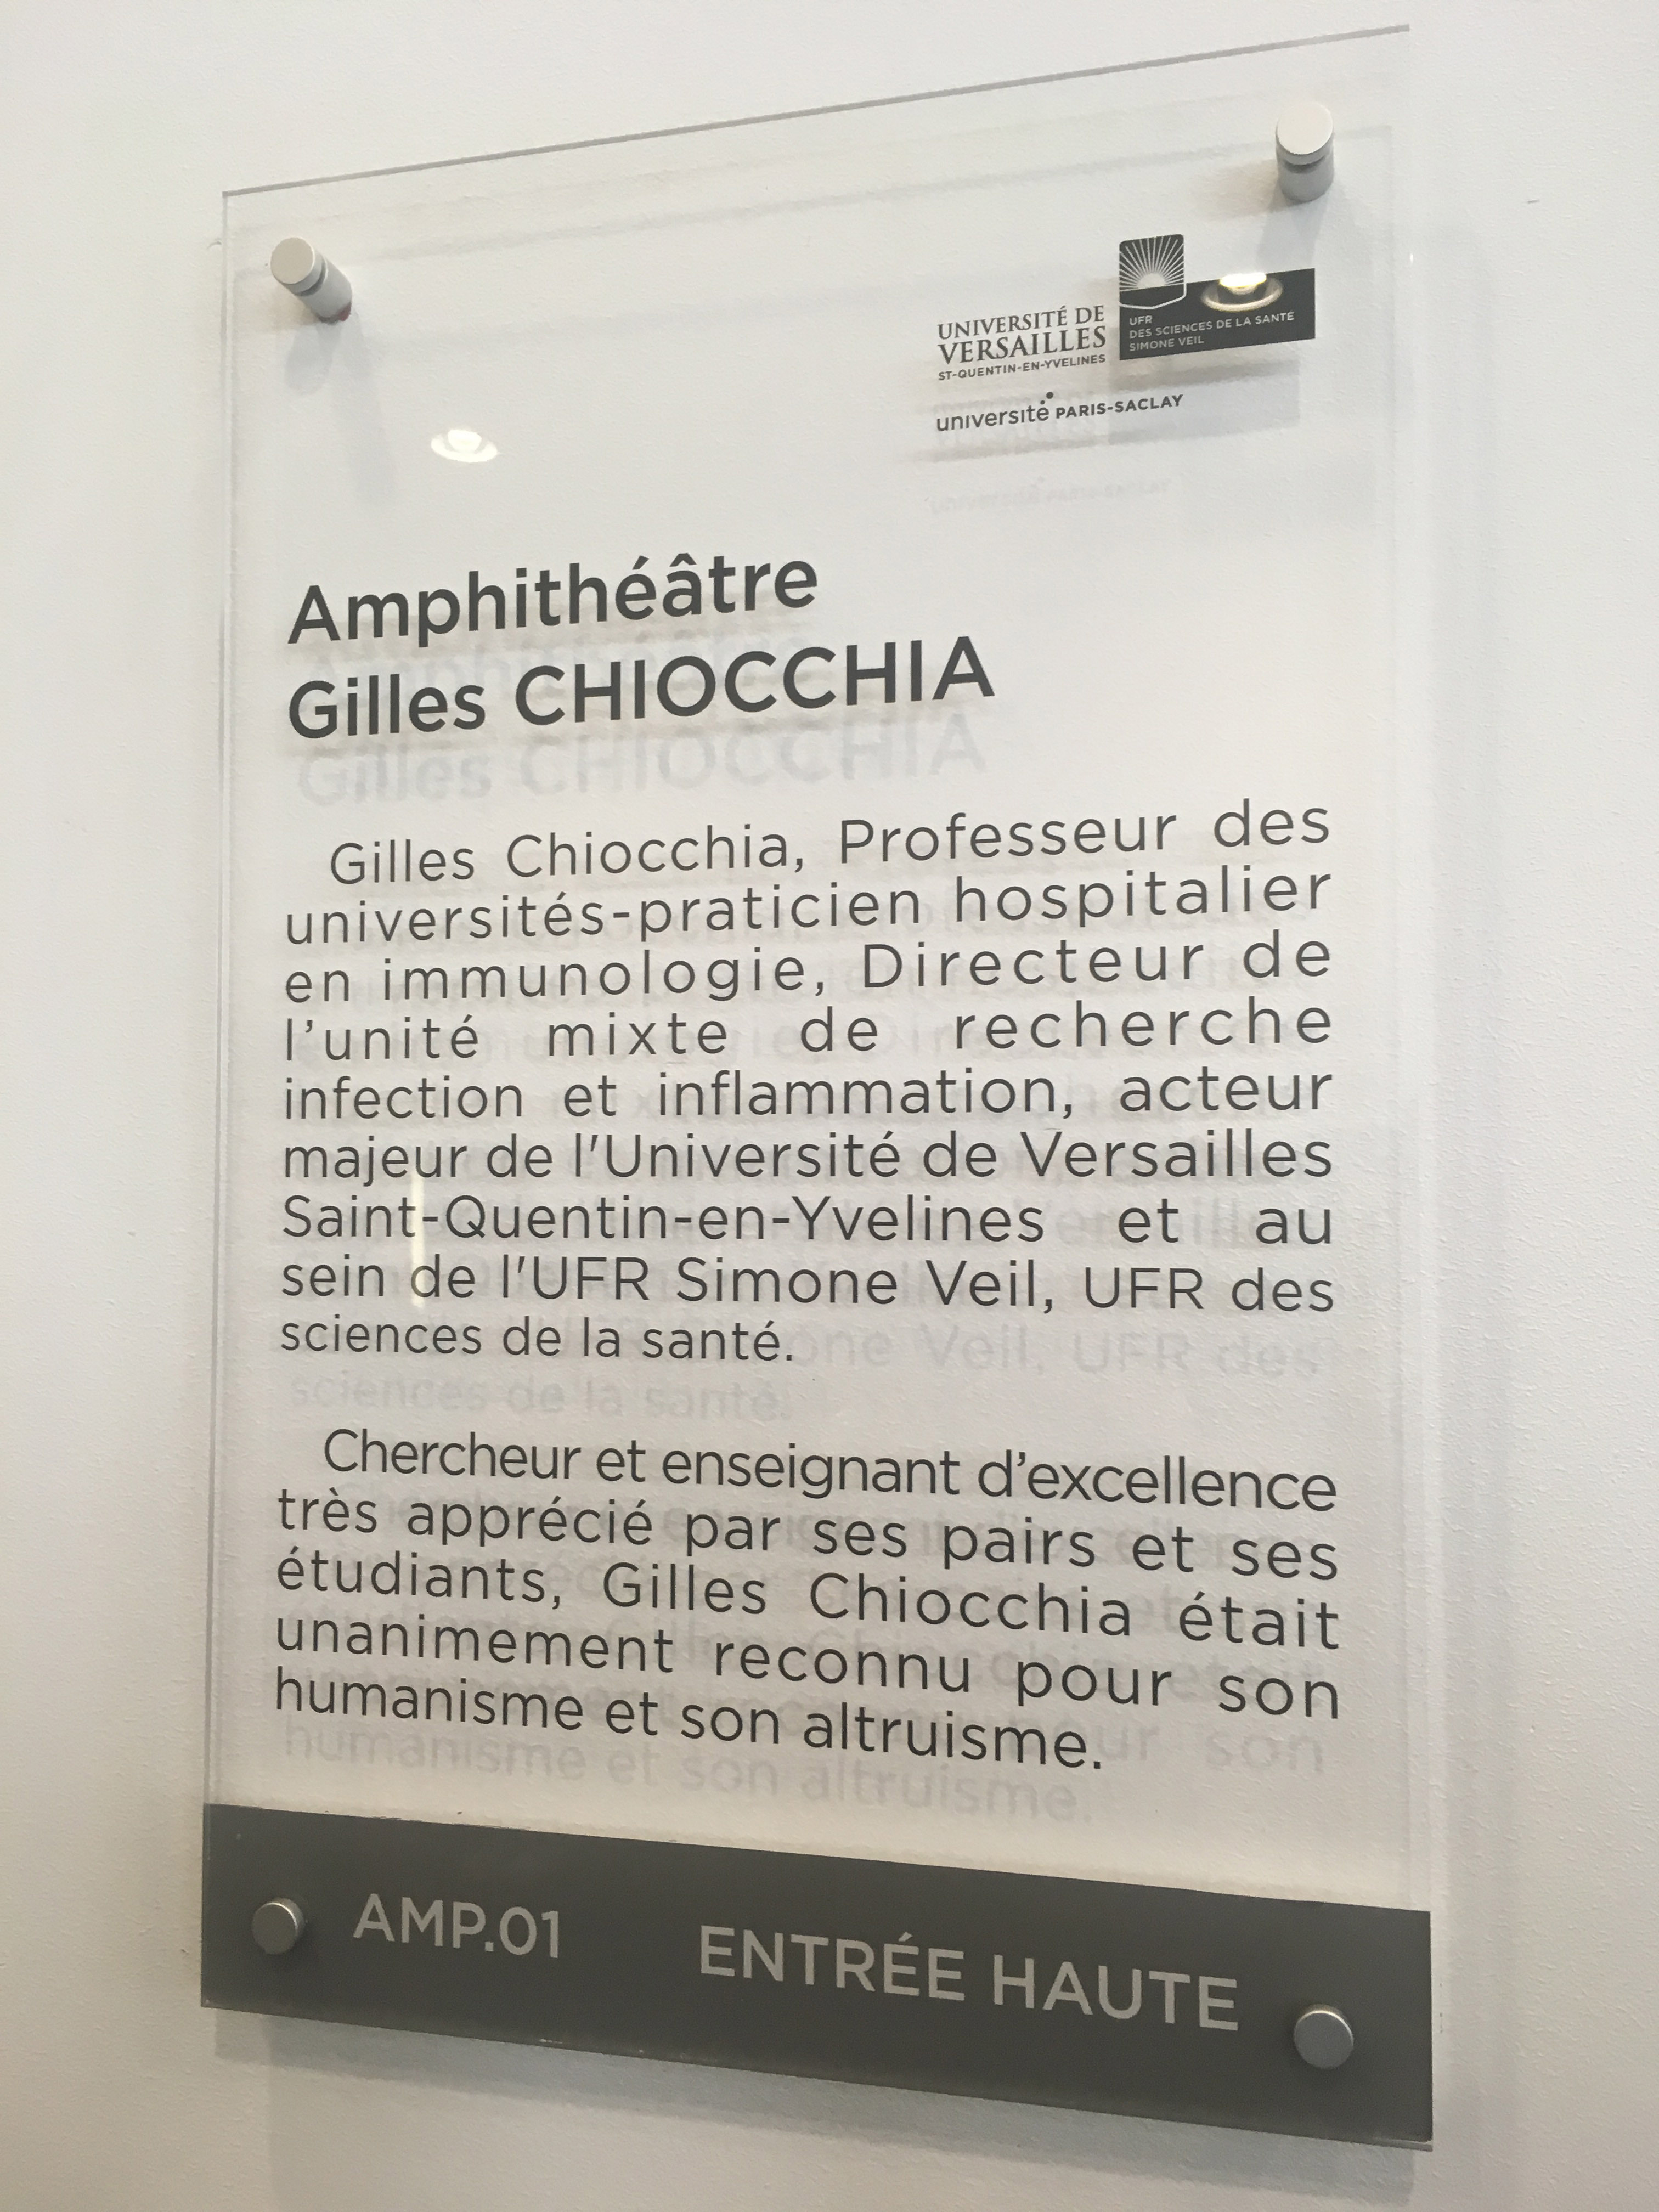 UNIVERSITÉ DE
VERSAILLES
ST-QUENTIN-EN-YVELINES
UFR
DES SCIENCES DE LA SANTE
SIMONE VEIL
université PARIS-SACLAY
Amphithéâtre
Gilles CHIOCCHIA
Gilles Chiocchia, Professeur des
universités-praticien hospitalier
en immunologie, Directeur de
l’unité mixte de recherche
infection et inflammation, acteur
majeur de l'Université de Versailles
Saint-Quentin-en-Yvelines et au
sein de l'UFR Simone Veil, UFR des
sciences de la santé.
Chercheur et enseignant d’excellence
très apprécié par ses pairs et ses
étudiants, Gilles Chiocchia était
unanimement reconnu pour son
humanisme et son altruisme.
AMP.01 ENTRÉE HAUTE